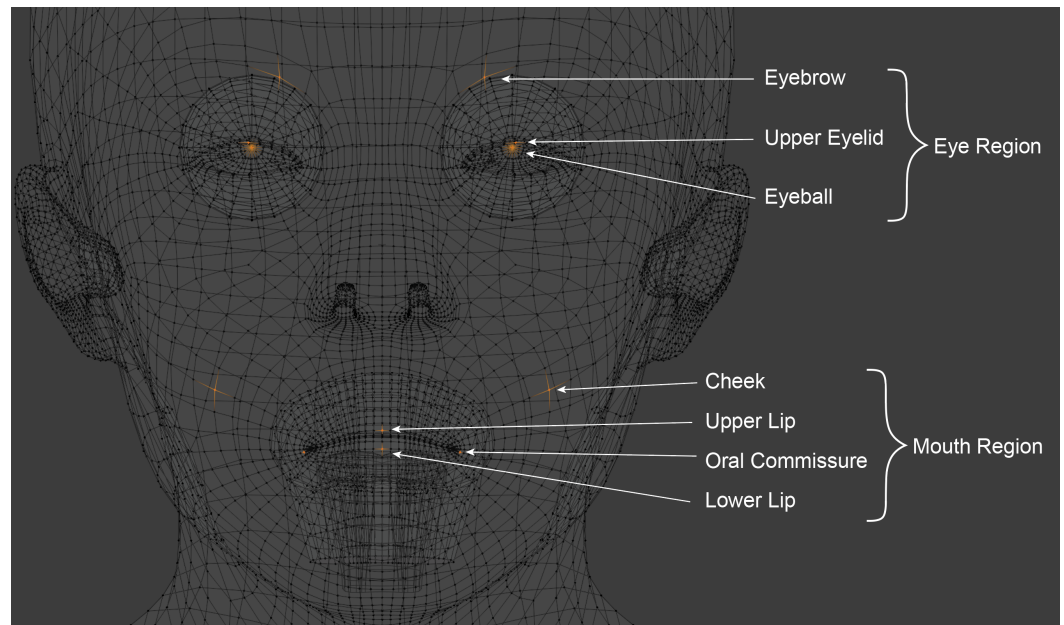 Eyebrow
Upper Eyelid
Eyeball
Eye Region
Cheek
Upper Lip
Oral Commissure
Lower Lip
Mouth Region